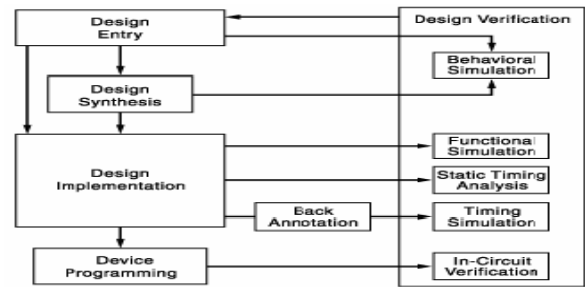 Design
Entry
Design Verification
Behavioral
Simulation
Design
Synthesis
Functional
Simulation
Design
Implementation
Static Timing
Analysis
Back
Annotation
Timing
Simulation
Device
Programming
In-Circuit
Verification